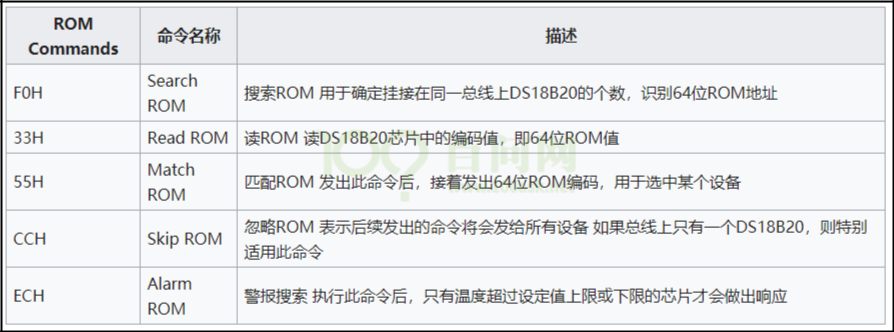 ROM
Commands
命令名称
描述
F0H
Search
ROM
搜索ROM 用于确定挂接在同一总线上DS18B20的个数，识别64位ROM地址
33H
Read ROM
读ROM 读DS18B20芯片中的编码值，即64位ROM值
55H
Match
ROM
匹配ROM 发出此命令后，接着发出64位ROM编码，用于选中某个设备
CCH
Skip ROM
忽略ROM 表示后续发出的命令将会发给所有设备 如果总线上只有一个DS18B20，则特别
适用此命令
ECH
Alarm
ROM
警报搜索 执行此命令后，只有温度超过设定值上限或下限的芯片才会做出响应
100ask
百问网